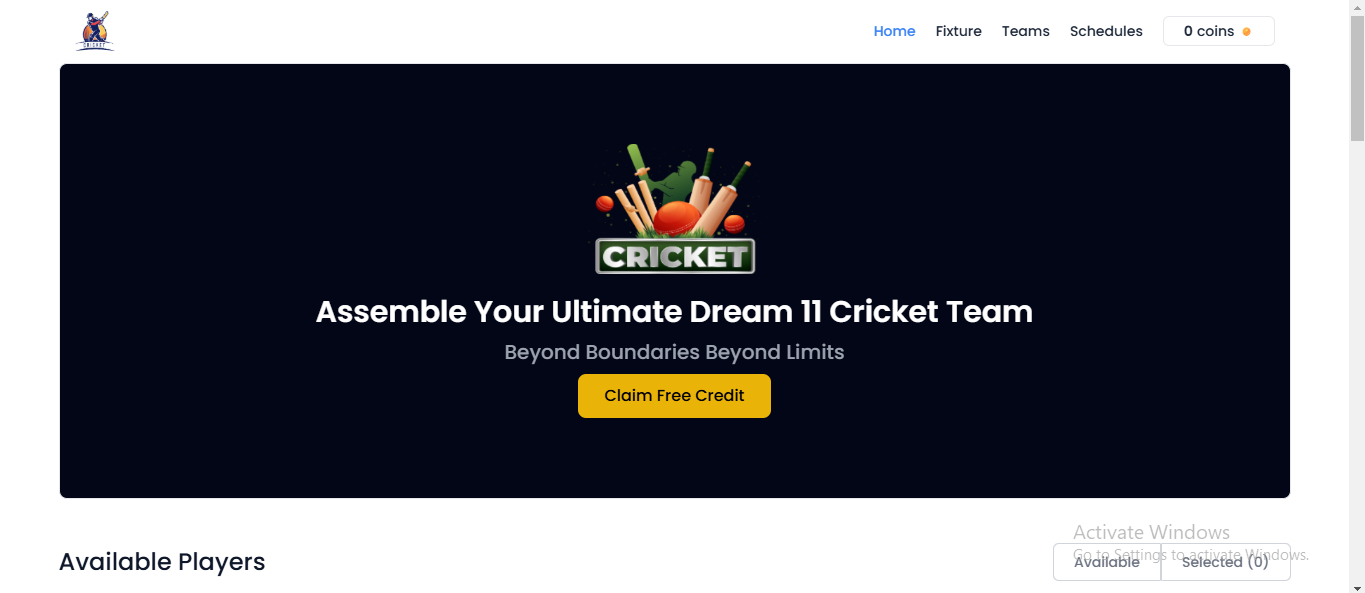 CRICKET
Home Fixture Teams Schedules 0 coins
CRICKET
Assemble Your Ultimate Dream 11 Cricket Team
Beyond Boundaries Beyond Limits
Claim Free Credit
Activate Windows
Go to Settings to activate Windows.
Available Players
Available Selected (0)